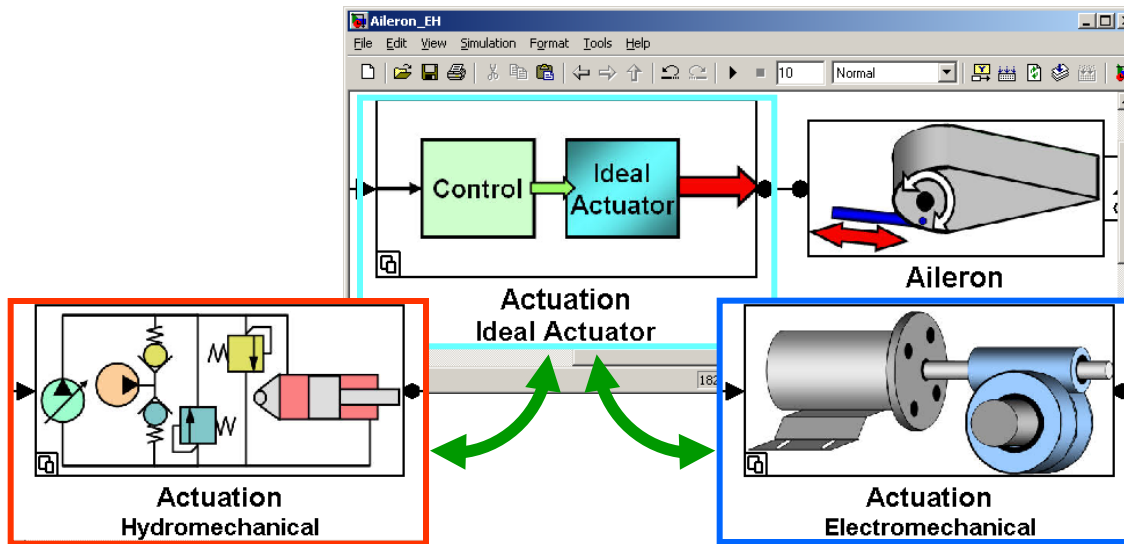 Aileron_EH
File Edit View Simulation Format Tools Help
10 Normal
Control
Ideal
Actuator
Actuation
Ideal Actuator
Aileron
182
Actuation
Hydromechanical
Actuation
Electromechanical